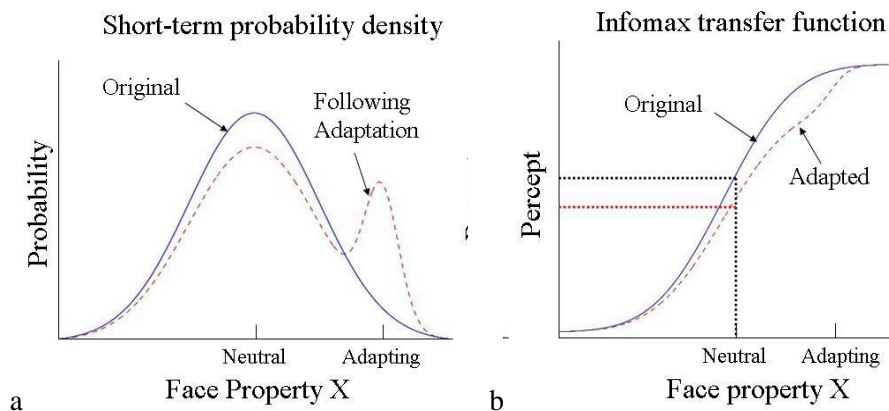 Short-term probability density
Original
Following
Adaptation
Probability
Neutral
Adapting
Face Property X
a
Infomax transfer function
Original
Adapted
Percept
Neutral
Adapting
Face property X
b